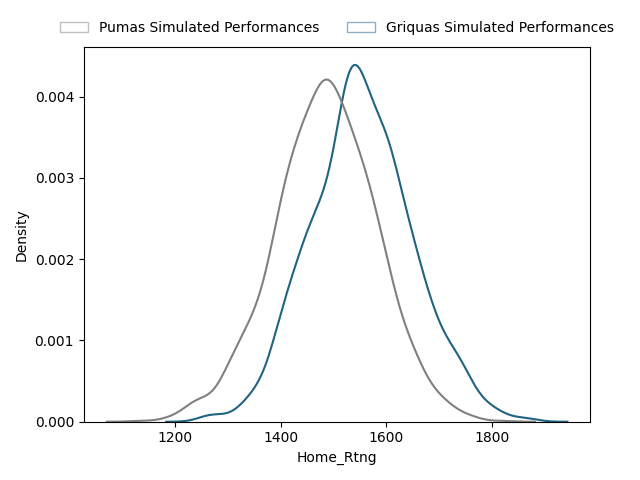 Pumas Simulated Performances Griquas Simulated Performances
0.004
0.003
0.002
0.001
0.000
Density
1200 1400 1600 1800
Home_Rtng